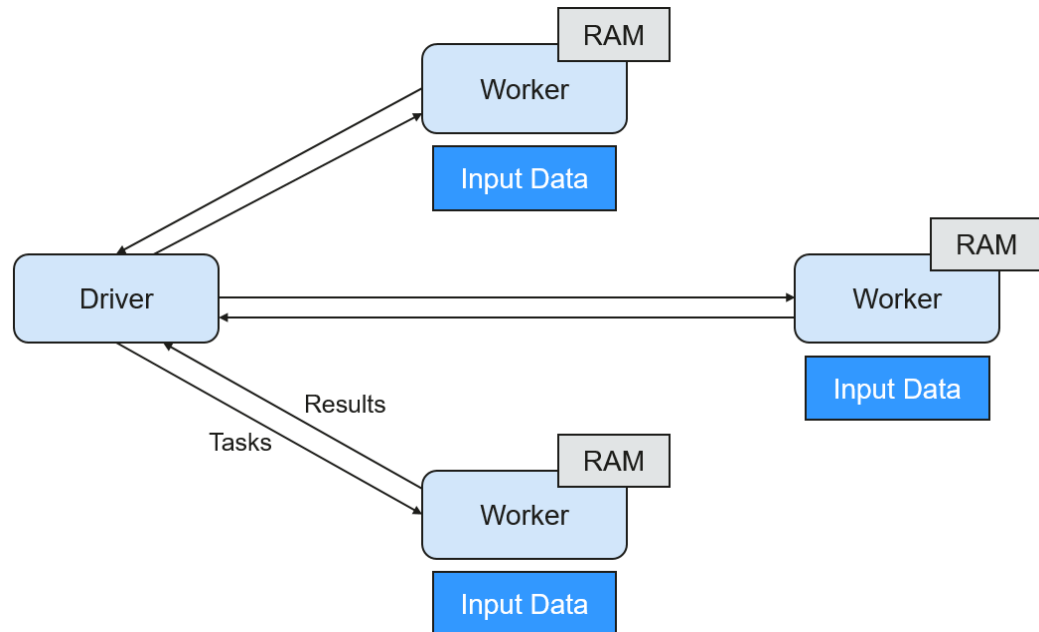 RAM
Worker
Input Data
RAM
Driver
Worker
Input Data
Results
Tasks
RAM
Worker
Input Data